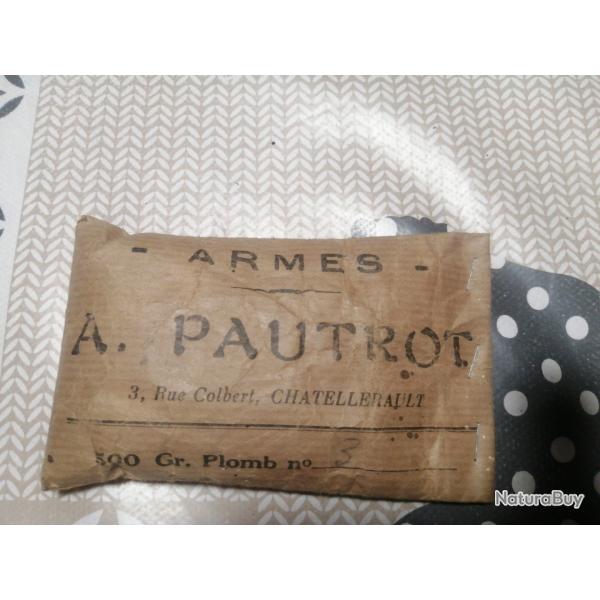 - ARMES -
A. PAUTROT
3, Rue Colbert, CHATELLERAULT
500 Gr. Plomb nº 3
NaturaBuy